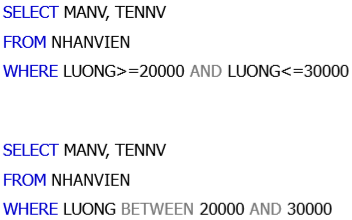 SELECT MANV, TENNV
FROM NHANVIEN
WHERE LUONG>=20000 AND LUONG<=30000
SELECT MANV, TENNV
FROM NHANVIEN
WHERE LUONG BETWEEN 20000 AND 30000